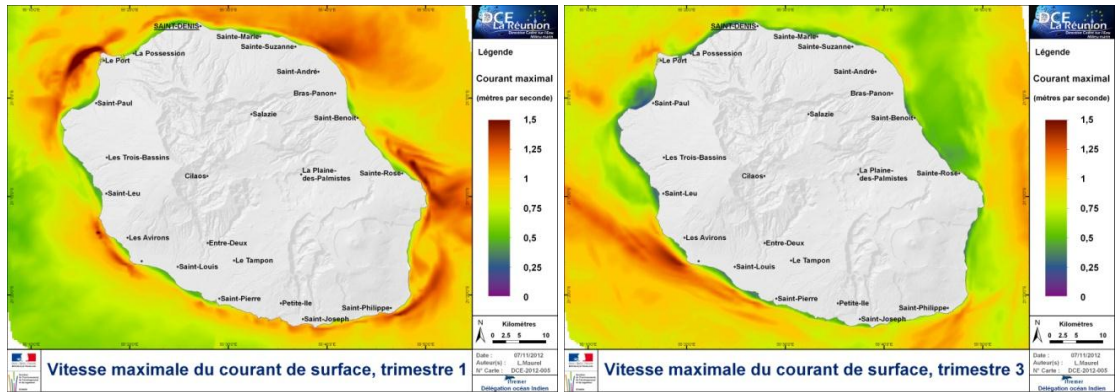 DCE
La Réunion
Légende
Courant maximal
(mètres par seconde)
1,5
1,25
1
0,75
0,5
0,25
0
N
Kilomètres
0 2.5 5 10
Date : 07/11/2012
Auteur(s) : L.Maurel
N° Carte : DCE-2012-005
Ifremer
Délégation océan Indien
SAINT-DENIS
Sainte-Marie
Sainte-Suzanne
La Possession
Le Port
Saint-André
Saint-Paul
Bras-Panon
Salazie
Saint-Benoit
Les Trois-Bassins
Cilaos
La Plaine-
des-Palmistes
Sainte-Rose
Saint-Leu
Les Avirons
Entre-Deux
Le Tampon
Saint-Louis
Saint-Pierre
Petite-Ile
Saint-Philippe
Saint-Joseph
Vitesse maximale du courant de surface, trimestre 1
DCE
La Réunion
Légende
Courant maximal
(mètres par seconde)
1,5
1,25
1
0,75
0,5
0,25
0
N
Kilomètres
0 2.5 5 10
Date : 07/11/2012
Auteur(s) : L.Maurel
N° Carte : DCE-2012-005
Ifremer
Délégation océan Indien
SAINT-DENIS
Sainte-Marie
Sainte-Suzanne
La Possession
Le Port
Saint-André
Saint-Paul
Bras-Panon
Salazie
Saint-Benoit
Les Trois-Bassins
Cilaos
La Plaine-
des-Palmistes
Sainte-Rose
Saint-Leu
Les Avirons
Entre-Deux
Le Tampon
Saint-Louis
Saint-Pierre
Petite-Ile
Saint-Philippe
Saint-Joseph
Vitesse maximale du courant de surface, trimestre 3